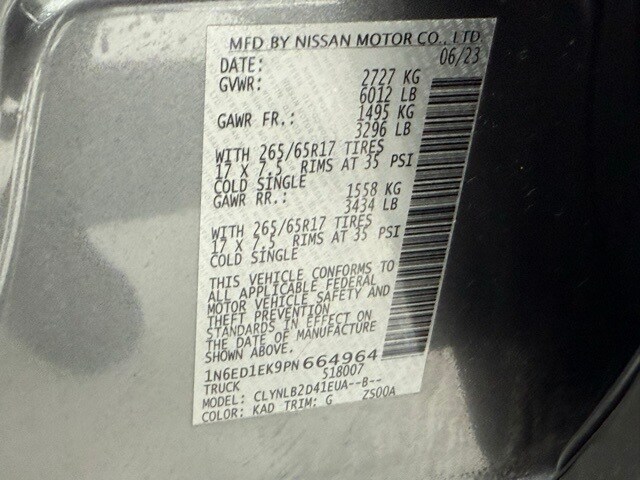 MFD BY NISSAN MOTOR CO., LTD
DATE: 06/23
GVWR: 2727 KG
6012 LB
GAWR FR.: 1495 KG
3296 LB
WITH 265/65R17 TIRES
17 X 7.5 RIMS AT 35 PSI
COLD SINGLE
GAWR RR.: 1558 KG
3434 LB
WITH 265/65R17 TIRES
17 X 7.5 RIMS AT 35 PSI
COLD SINGLE
THIS VEHICLE CONFORMS TO
ALL APPLICABLE FEDERAL
MOTOR VEHICLE SAFETY AND
THEFT PREVENTION
STANDARDS IN EFFECT ON
THE DATE OF MANUFACTURE
SHOWN ABOVE.
1N6ED1EK9PN 664964
TRUCK 518007
MODEL: CLYNLB2D41EUA--B--
COLOR: KAD TRIM: G ZS00A